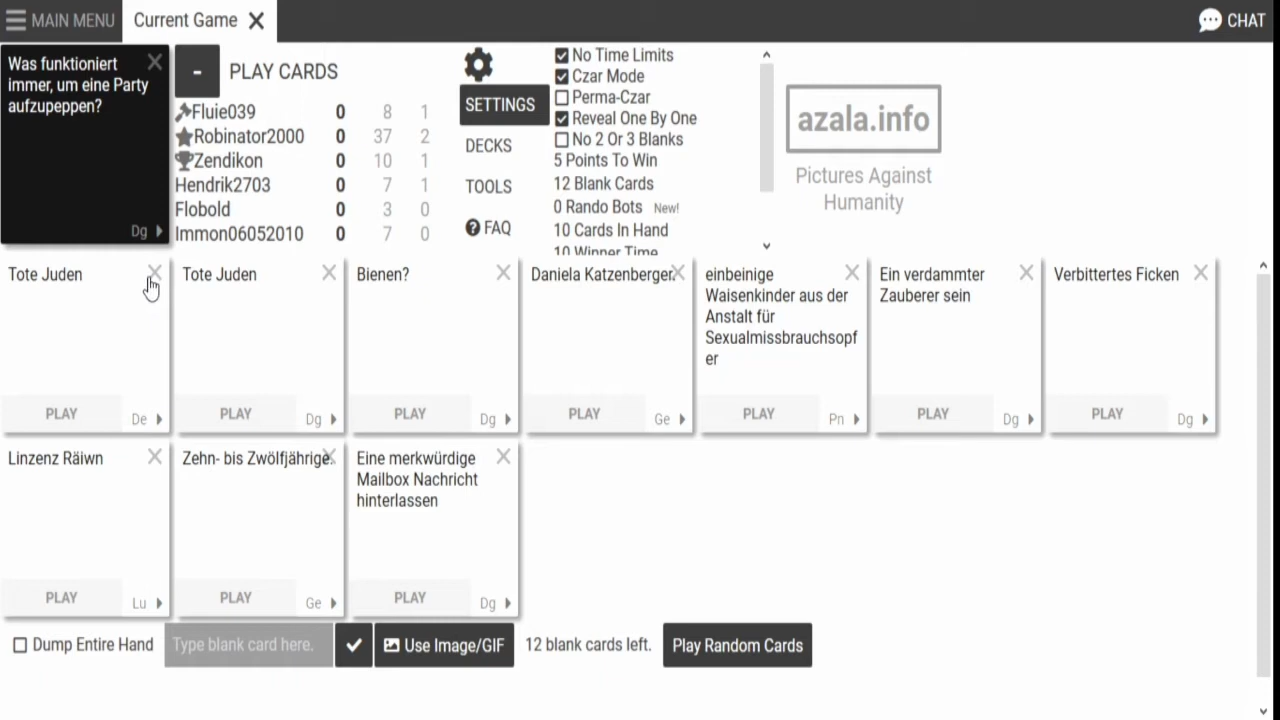 MAIN MENU
Current Game
CHAT
Was funktioniert
immer, um eine Party
aufzupeppen?
Dg
-
PLAY CARDS
Fluie039 0 8 1
Robinator2000 0 37 2
Zendikon 0 10 1
Hendrik2703 0 7 1
Flobold 0 3 0
Immon06052010 0 7 0
SETTINGS
DECKS
TOOLS
? FAQ
No Time Limits
Czar Mode
Perma-Czar
Reveal One By One
No 2 Or 3 Blanks
5 Points To Win
12 Blank Cards
0 Rando Bots New!
10 Cards In Hand
10 Winner Time
azala.info
Pictures Against
Humanity
Tote Juden
PLAY
De
Tote Juden
PLAY
Dg
Bienen?
PLAY
Dg
Daniela Katzenberger.
PLAY
Ge
einbeinige
Waisenkinder aus der
Anstalt für
Sexualmissbrauchsopf
er
PLAY
Pn
Ein verdammter
Zauberer sein
PLAY
Dg
Verbittertes Ficken
PLAY
Dg
Linzenz Räiwn
PLAY
Lu
Zehn- bis Zwölfjährige.
PLAY
Ge
Eine merkwürdige
Mailbox Nachricht
hinterlassen
PLAY
Dg
Dump Entire Hand
Type blank card here.
Use Image/GIF
12 blank cards left.
Play Random Cards